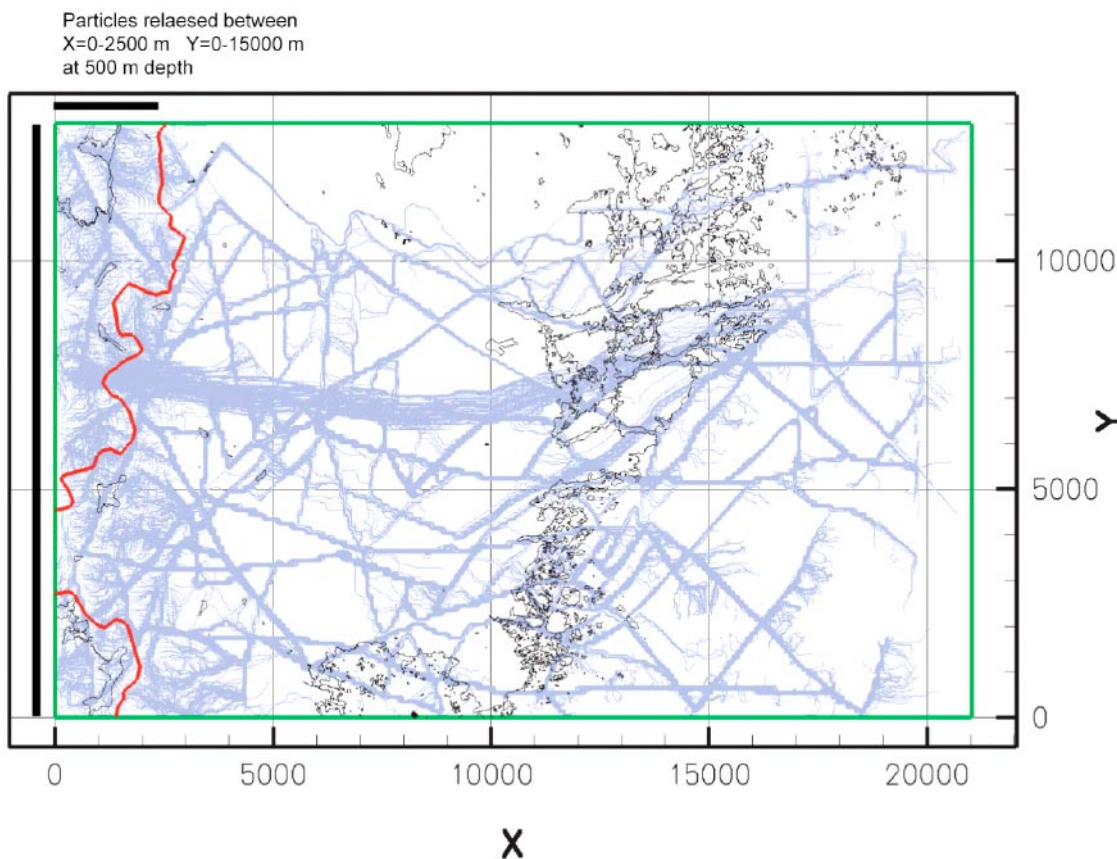 Particles relaesed between
X=0-2500 m Y=0-15000 m
at 500 m depth
10000
5000
0
Y
0 5000 10000 15000 20000
X